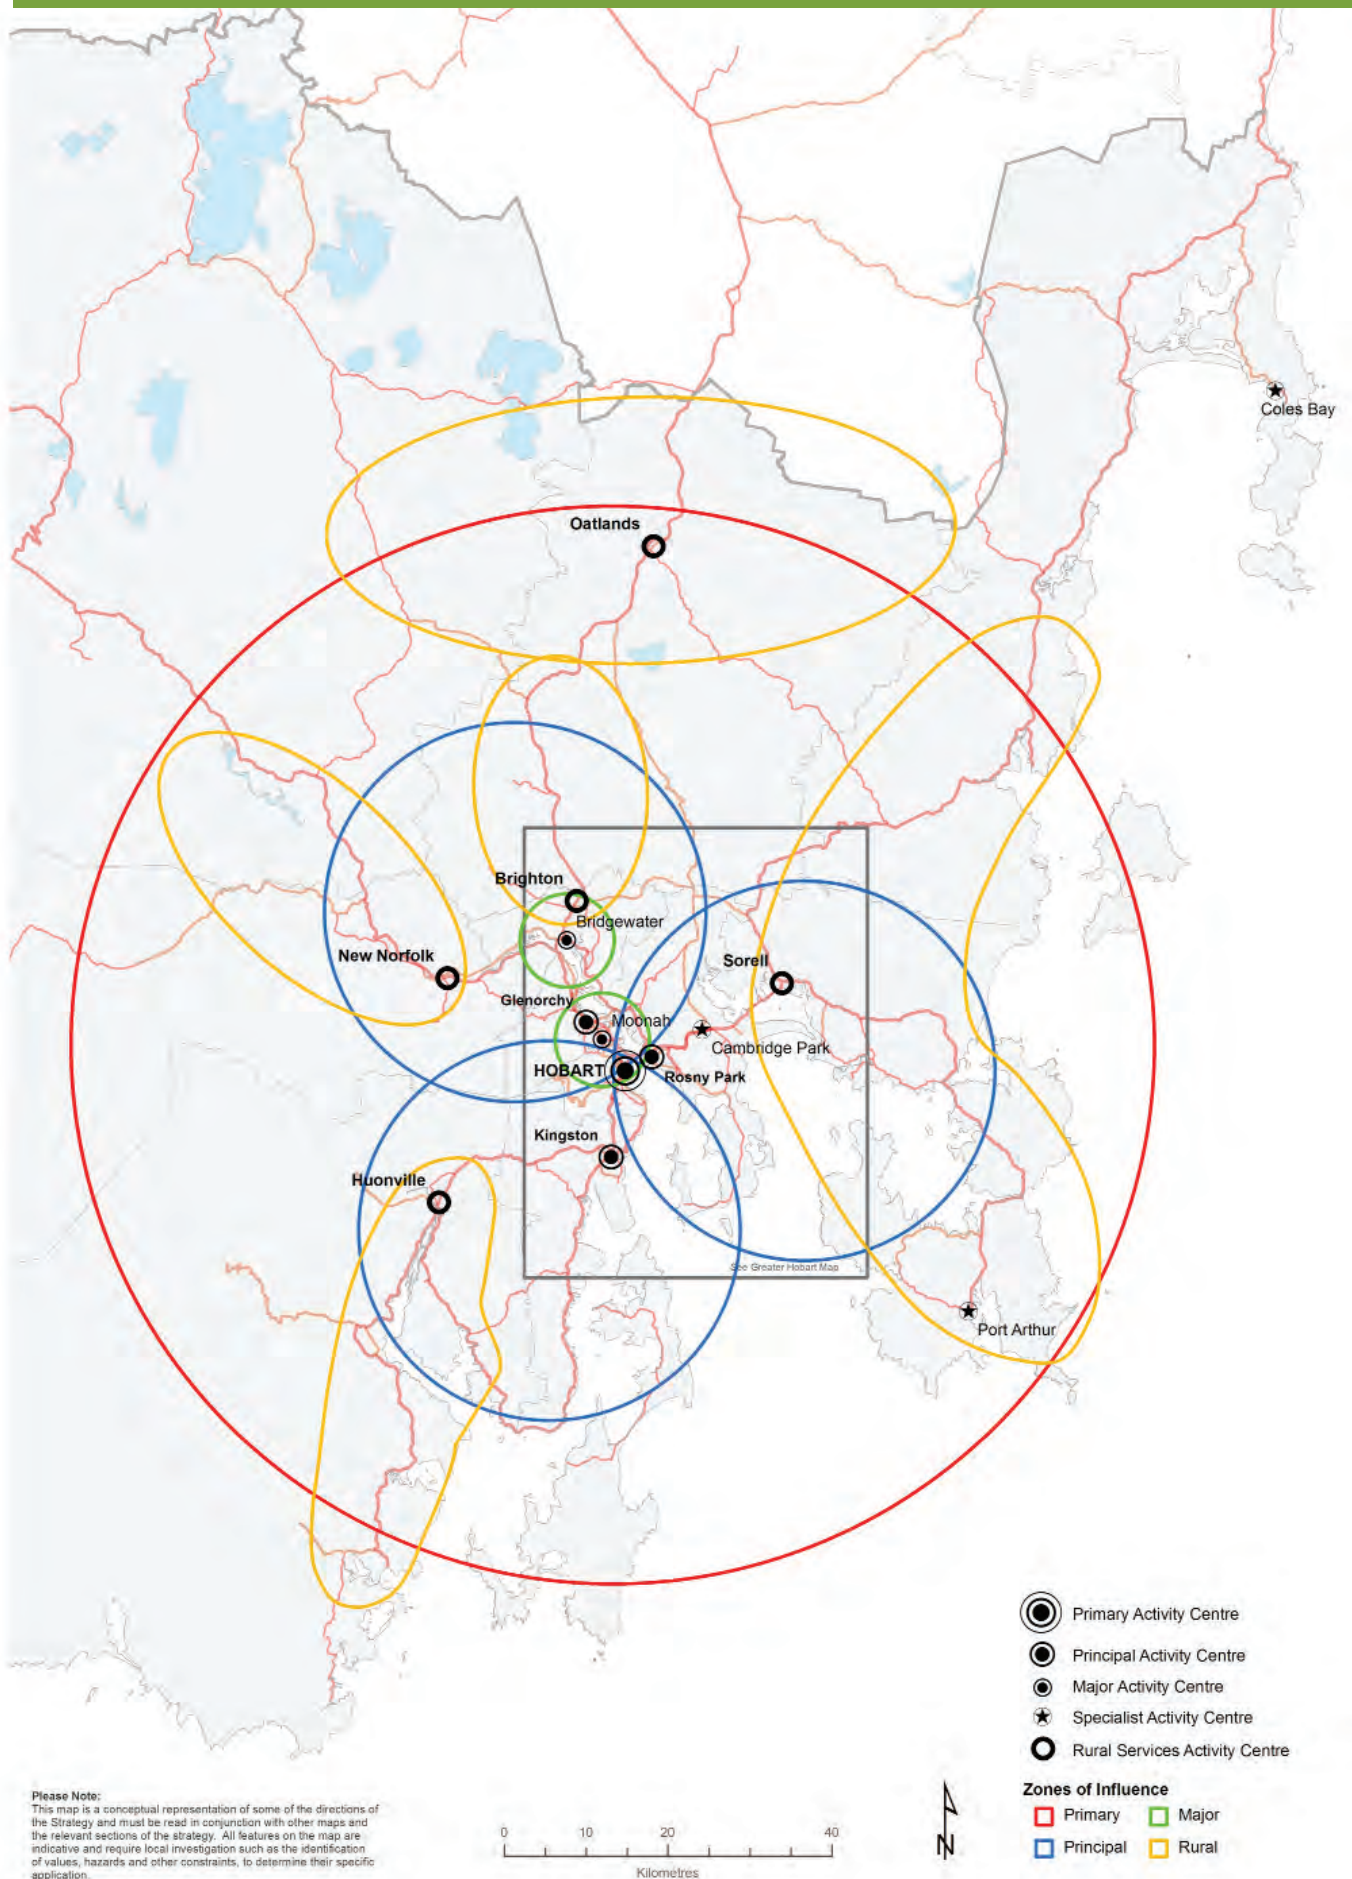 Coles Bay
Oatlands
Brighton
Bridgewater
New Norfolk
Sorell
Glenorchy
Moonah
Cambridge Park
HOBART
Rosny Park
Kingston
Huonville
See Greater Hobart Map
Port Arthur
Primary Activity Centre
Principal Activity Centre
Major Activity Centre
Specialist Activity Centre
Rural Services Activity Centre
Zones of Influence
Primary
Major
Principal
Rural
Please Note:
This map is a conceptual representation of some of the directions of
the Strategy and must be read in conjunction with other maps and
the relevant sections of the strategy. All features on the map are
indicative and require local investigation such as the identification
of values, hazards and other constraints, to determine their specific
application.
0 10 20 40
Kilometres
N